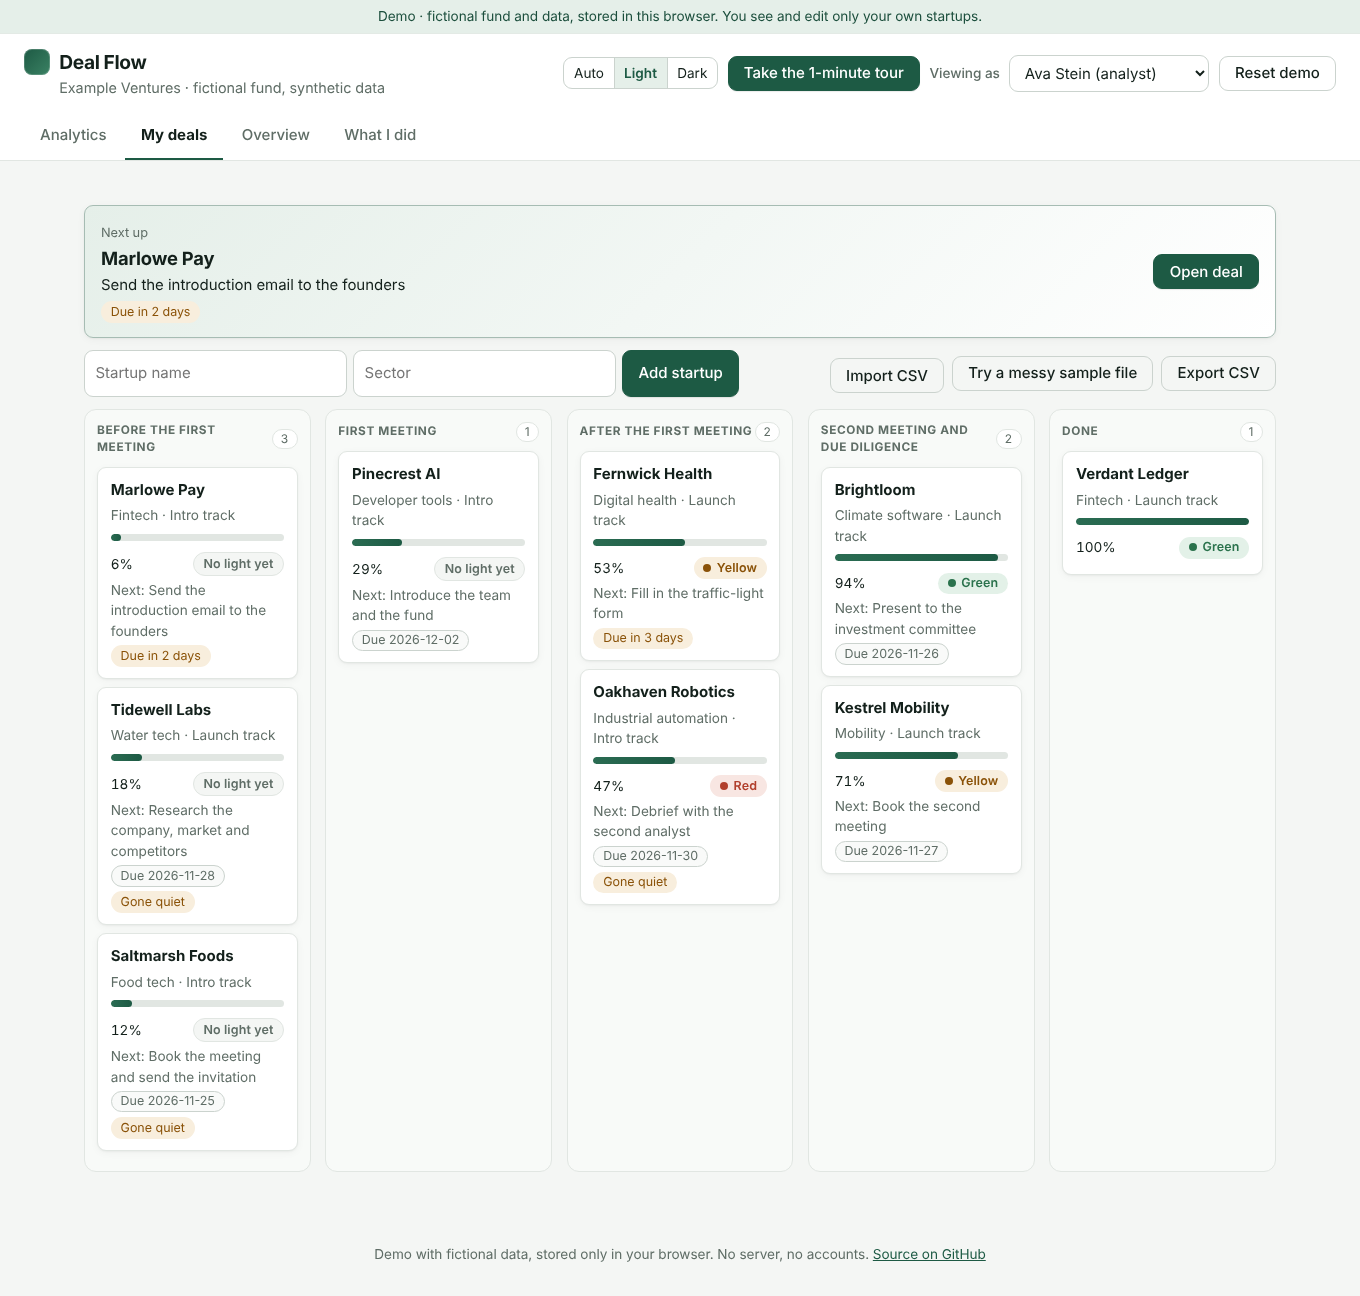 Demo · fictional fund and data, stored in this browser. You see and edit only your own startups.
Deal Flow
Example Ventures · fictional fund, synthetic data
Auto
Light
Dark
Take the 1-minute tour
Viewing as
Ava Stein (analyst)
Reset demo
Analytics
My deals
Overview
What I did
Next up
Marlowe Pay
Send the introduction email to the founders
Due in 2 days
Open deal
Startup name
Sector
Add startup
Import CSV
Try a messy sample file
Export CSV
BEFORE THE FIRST
MEETING
3
Marlowe Pay
Fintech · Intro track
6%
No light yet
Next: Send the
introduction email to the
founders
Due in 2 days
Tidewell Labs
Water tech · Launch track
18%
No light yet
Next: Research the
company, market and
competitors
Due 2026-11-28
Gone quiet
Saltmarsh Foods
Food tech · Intro track
12%
No light yet
Next: Book the meeting
and send the invitation
Due 2026-11-25
Gone quiet
FIRST MEETING
1
Pinecrest AI
Developer tools · Intro
track
29%
No light yet
Next: Introduce the team
and the fund
Due 2026-12-02
AFTER THE FIRST MEETING
2
Fernwick Health
Digital health · Launch
track
53%
Yellow
Next: Fill in the traffic-light
form
Due in 3 days
Oakhaven Robotics
Industrial automation ·
Intro track
47%
Red
Next: Debrief with the
second analyst
Due 2026-11-30
Gone quiet
SECOND MEETING AND
DUE DILIGENCE
2
Brightloom
Climate software · Launch
track
94%
Green
Next: Present to the
investment committee
Due 2026-11-26
Kestrel Mobility
Mobility · Launch track
71%
Yellow
Next: Book the second
meeting
Due 2026-11-27
DONE
1
Verdant Ledger
Fintech · Launch track
100%
Green
Demo with fictional data, stored only in your browser. No server, no accounts. Source on GitHub